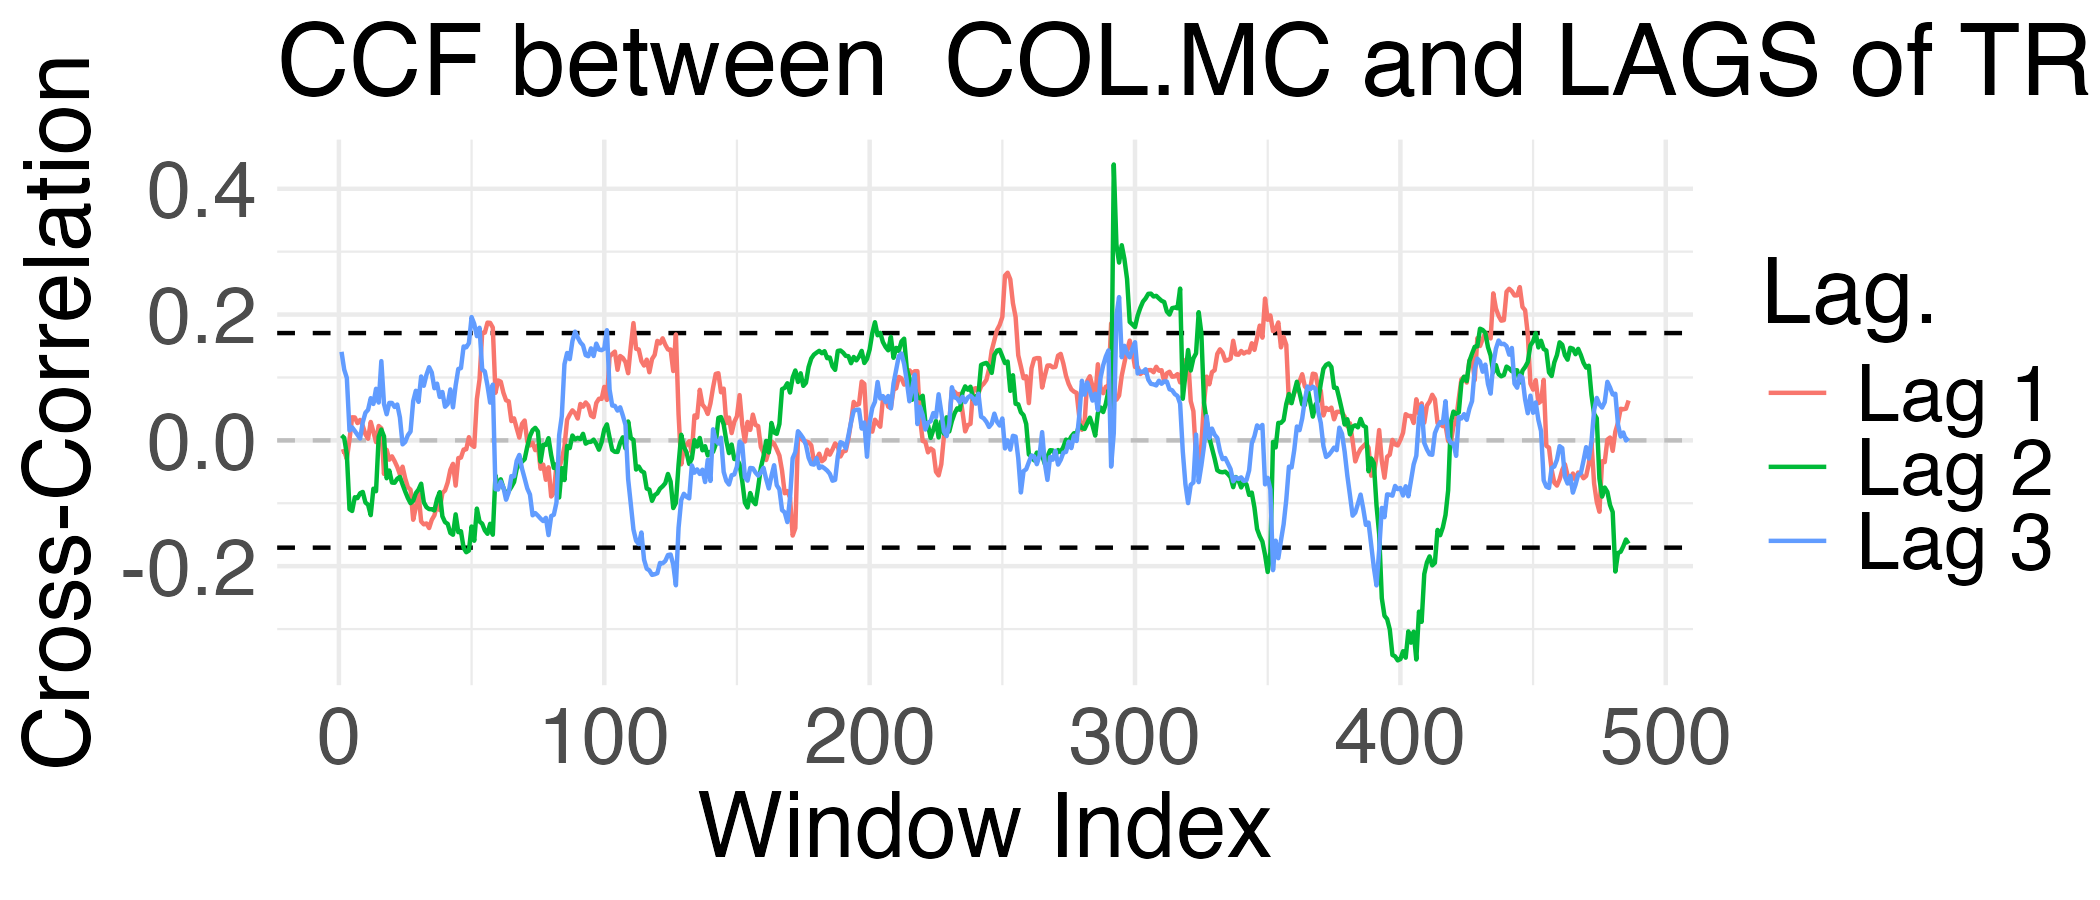 CCF between  COL.MC and LAGS of TR
Cross-Correlation
0.4
0.2
0.0
-0.2
0 100 200 300 400 500
Window Index
Lag.
Lag 1
Lag 2
Lag 3